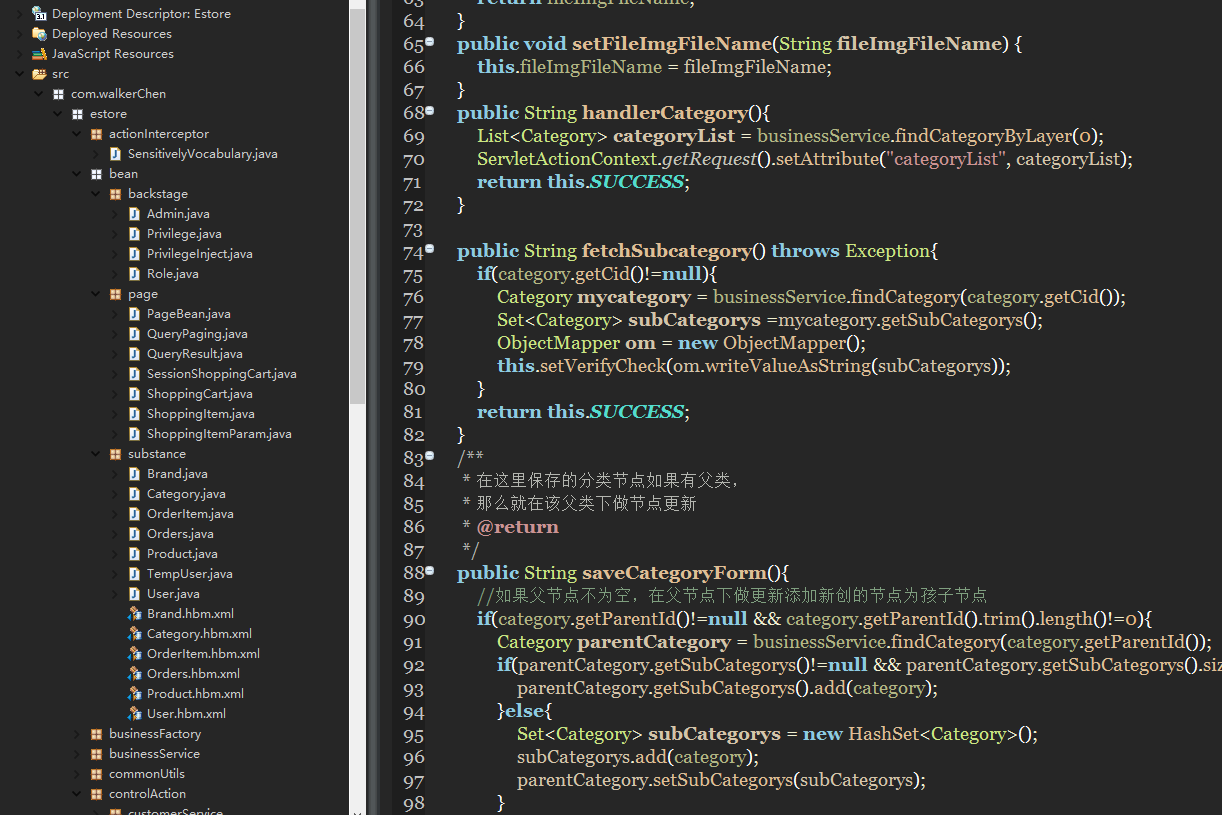 Deployment Descriptor: Estore
Deployed Resources
JavaScript Resources
src
com.walkerChen
estore
actionInterceptor
SensitivelyVocabulary.java
bean
backstage
Admin.java
Privilege.java
PrivilegeInject.java
Role.java
page
PageBean.java
QueryPaging.java
QueryResult.java
SessionShoppingCart.java
ShoppingCart.java
ShoppingItem.java
ShoppingItemParam.java
substance
Brand.java
Category.java
OrderItem.java
Orders.java
Product.java
TempUser.java
User.java
Brand.hbm.xml
Category.hbm.xml
OrderItem.hbm.xml
Orders.hbm.xml
Product.hbm.xml
User.hbm.xml
businessFactory
businessService
commonUtils
controlAction
customerService
63 return fileImgFileName;
64 }
65 public void setFileImgFileName(String fileImgFileName) {
66 this.fileImgFileName = fileImgFileName;
67 }
68 public String handlerCategory(){
69 List<Category> categoryList = businessService.findCategoryByLayer(0);
70 ServletActionContext.getRequest().setAttribute("categoryList", categoryList);
71 return this.SUCCESS;
72 }
73
74 public String fetchSubcategory() throws Exception{
75 if(category.getCid()!=null){
76 Category mycategory = businessService.findCategory(category.getCid());
77 Set<Category> subCategorys =mycategory.getSubCategorys();
78 ObjectMapper om = new ObjectMapper();
79 this.setVerifyCheck(om.writeValueAsString(subCategorys));
80 }
81 return this.SUCCESS;
82 }
83 /**
84 * 在这里保存的分类节点如果有父类，
85 * 那么就在该父类下做节点更新
86 * @return
87 */
88 public String saveCategoryForm(){
89 //如果父节点不为空，在父节点下做更新添加新创的节点为孩子节点
90 if(category.getParentId()!=null && category.getParentId().trim().length()!=0){
91 Category parentCategory = businessService.findCategory(category.getParentId());
92 if(parentCategory.getSubCategorys()!=null && parentCategory.getSubCategorys().siz
93 parentCategory.getSubCategorys().add(category);
94 }else{
95 Set<Category> subCategorys = new HashSet<Category>();
96 subCategorys.add(category);
97 parentCategory.setSubCategorys(subCategorys);
98 }